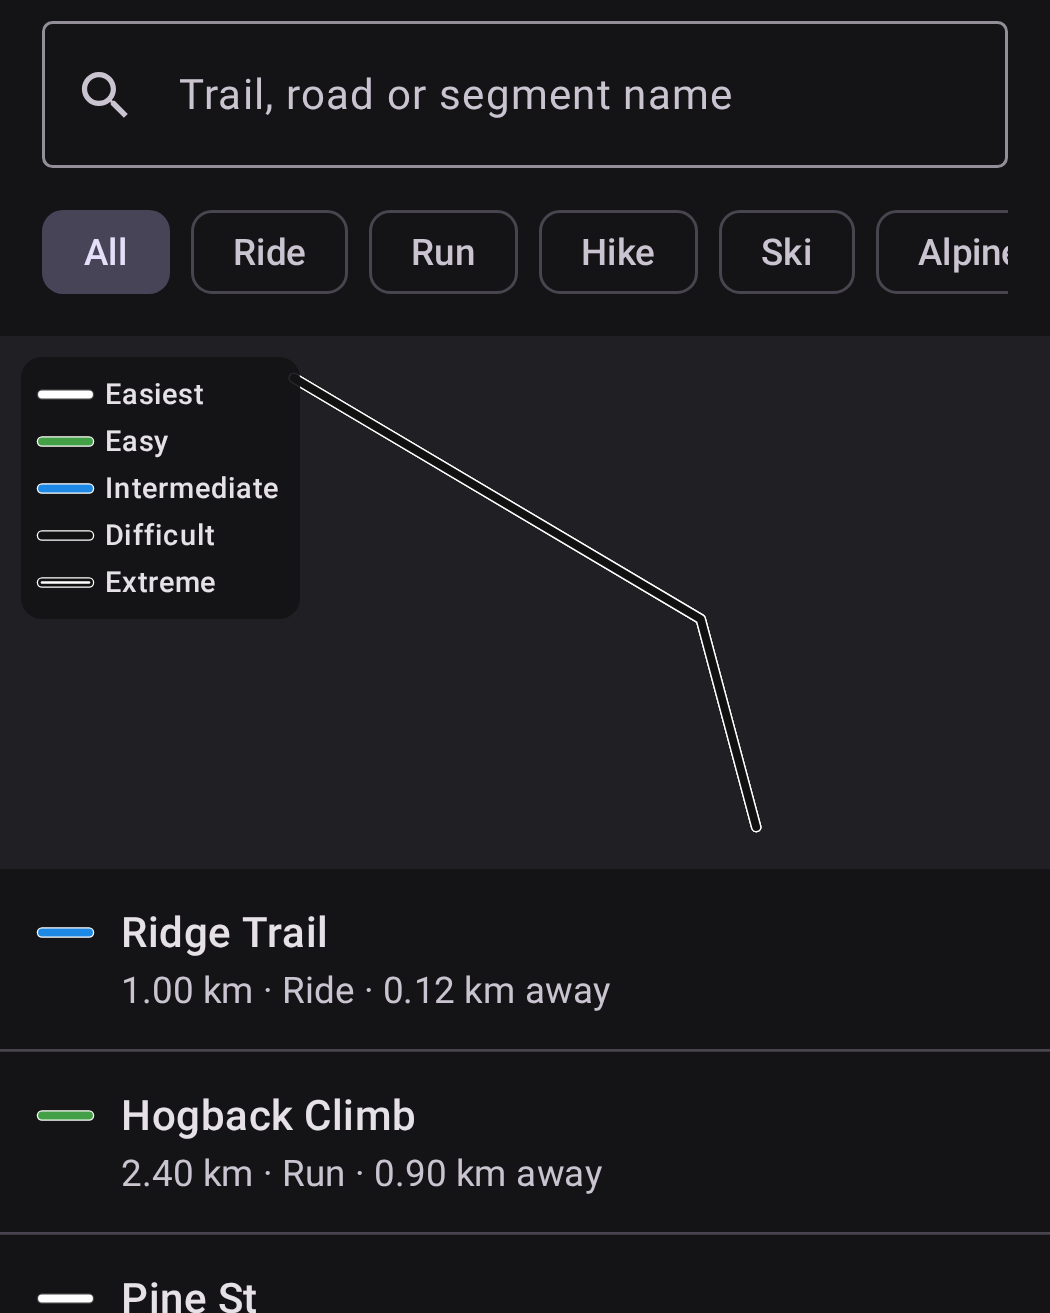 Trail, road or segment name
All Ride Run Hike Ski Alpine
Easiest
Easy
Intermediate
Difficult
Extreme
Ridge Trail
1.00 km · Ride · 0.12 km away
Hogback Climb
2.40 km · Run · 0.90 km away
Pine St